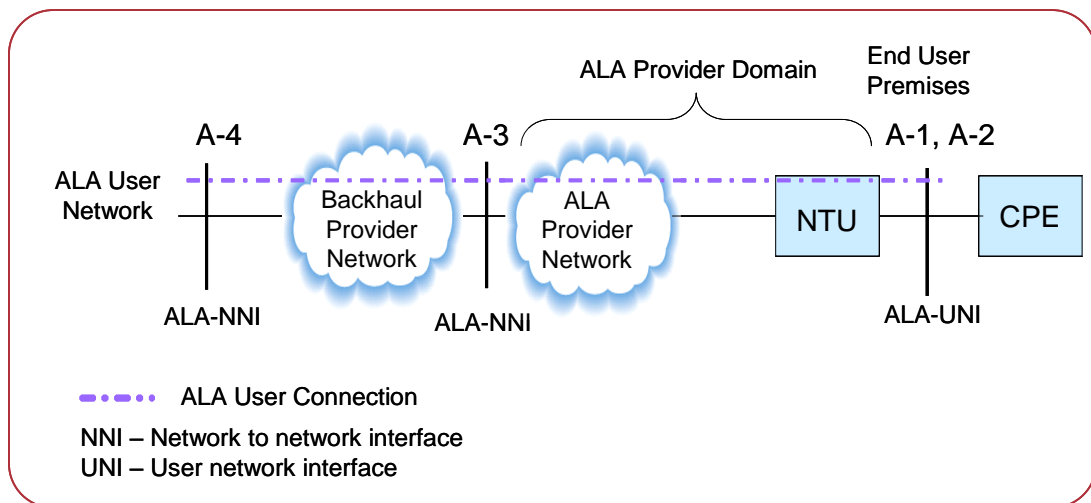 ALA Provider Domain
End User
Premises
A-4
A-3
A-1, A-2
ALA User
Network
Backhaul
Provider
Network
ALA
Provider
Network
NTU
CPE
ALA-NNI
ALA-NNI
ALA-UNI
ALA User Connection
NNI – Network to network interface
UNI – User network interface